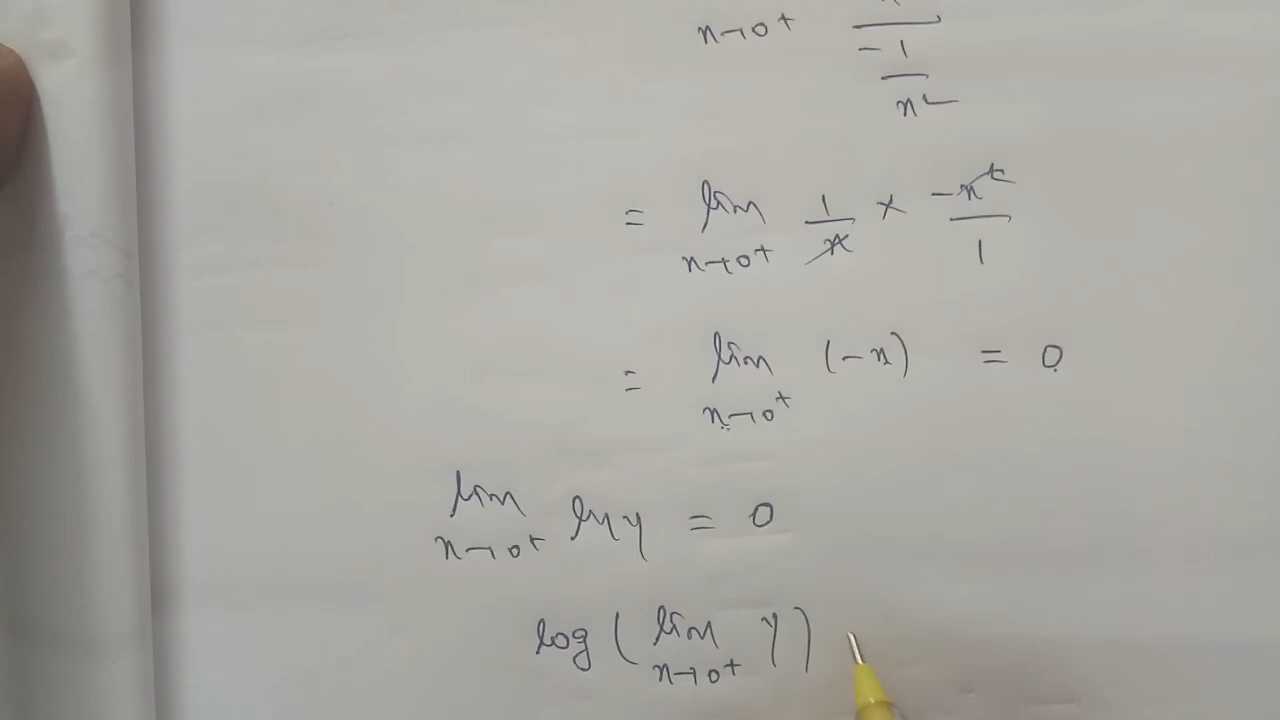 x→0⁺ —/-1/x²
= lim x→0⁺ 1/x × -x²/1
= lim x→0⁺ (-x) = 0
lim x→0⁺ ln y = 0
log ( lim x→0⁺ y )